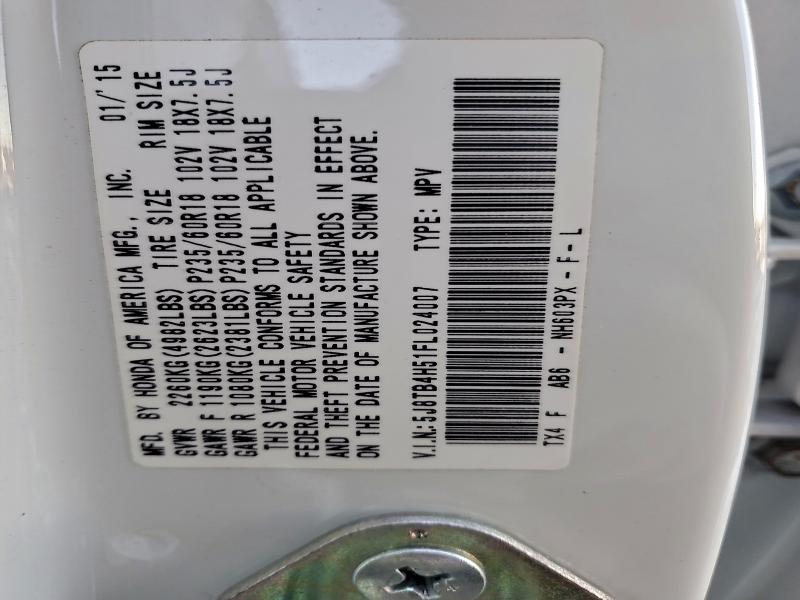 MFD. BY HONDA OF AMERICA MFG., INC. 01/'15
GVWR 2260KG(4982LBS) TIRE SIZE RIM SIZE
GAWR F 1190KG(2623LBS)P235/60R18 102V 18X7.5J
GAWR R 1080KG(2381LBS)P235/60R18 102V 18X7.5J
THIS VEHICLE CONFORMS TO ALL APPLICABLE
FEDERAL MOTOR VEHICLE SAFETY
AND THEFT PREVENTION STANDARDS IN EFFECT
ON THE DATE OF MANUFACTURE SHOWN ABOVE.
V.I.N.: 5J8TB4H51FL024007 TYPE: MPV
TX4 F AB6 - NH603PX - F - L